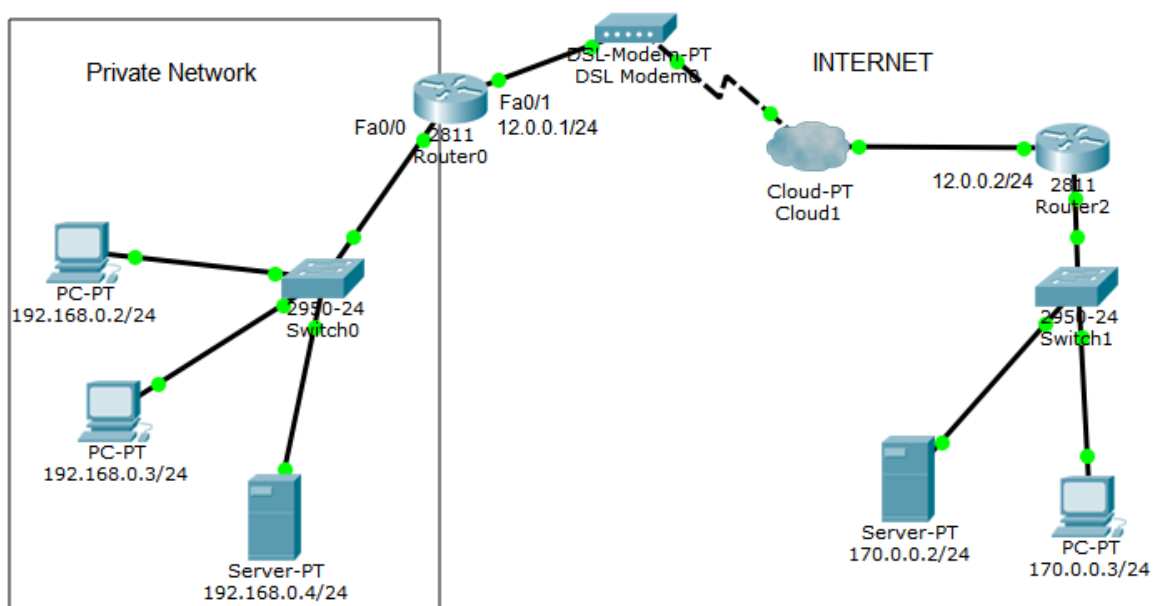 Private Network
DSL-Modem-PT
DSL Modem0
INTERNET
Fa0/1
12.0.0.1/24
Fa0/0
2811
Router0
Cloud-PT
Cloud1
12.0.0.2/24
2811
Router2
PC-PT
192.168.0.2/24
2950-24
Switch0
2950-24
Switch1
PC-PT
192.168.0.3/24
Server-PT
192.168.0.4/24
Server-PT
170.0.0.2/24
PC-PT
170.0.0.3/24